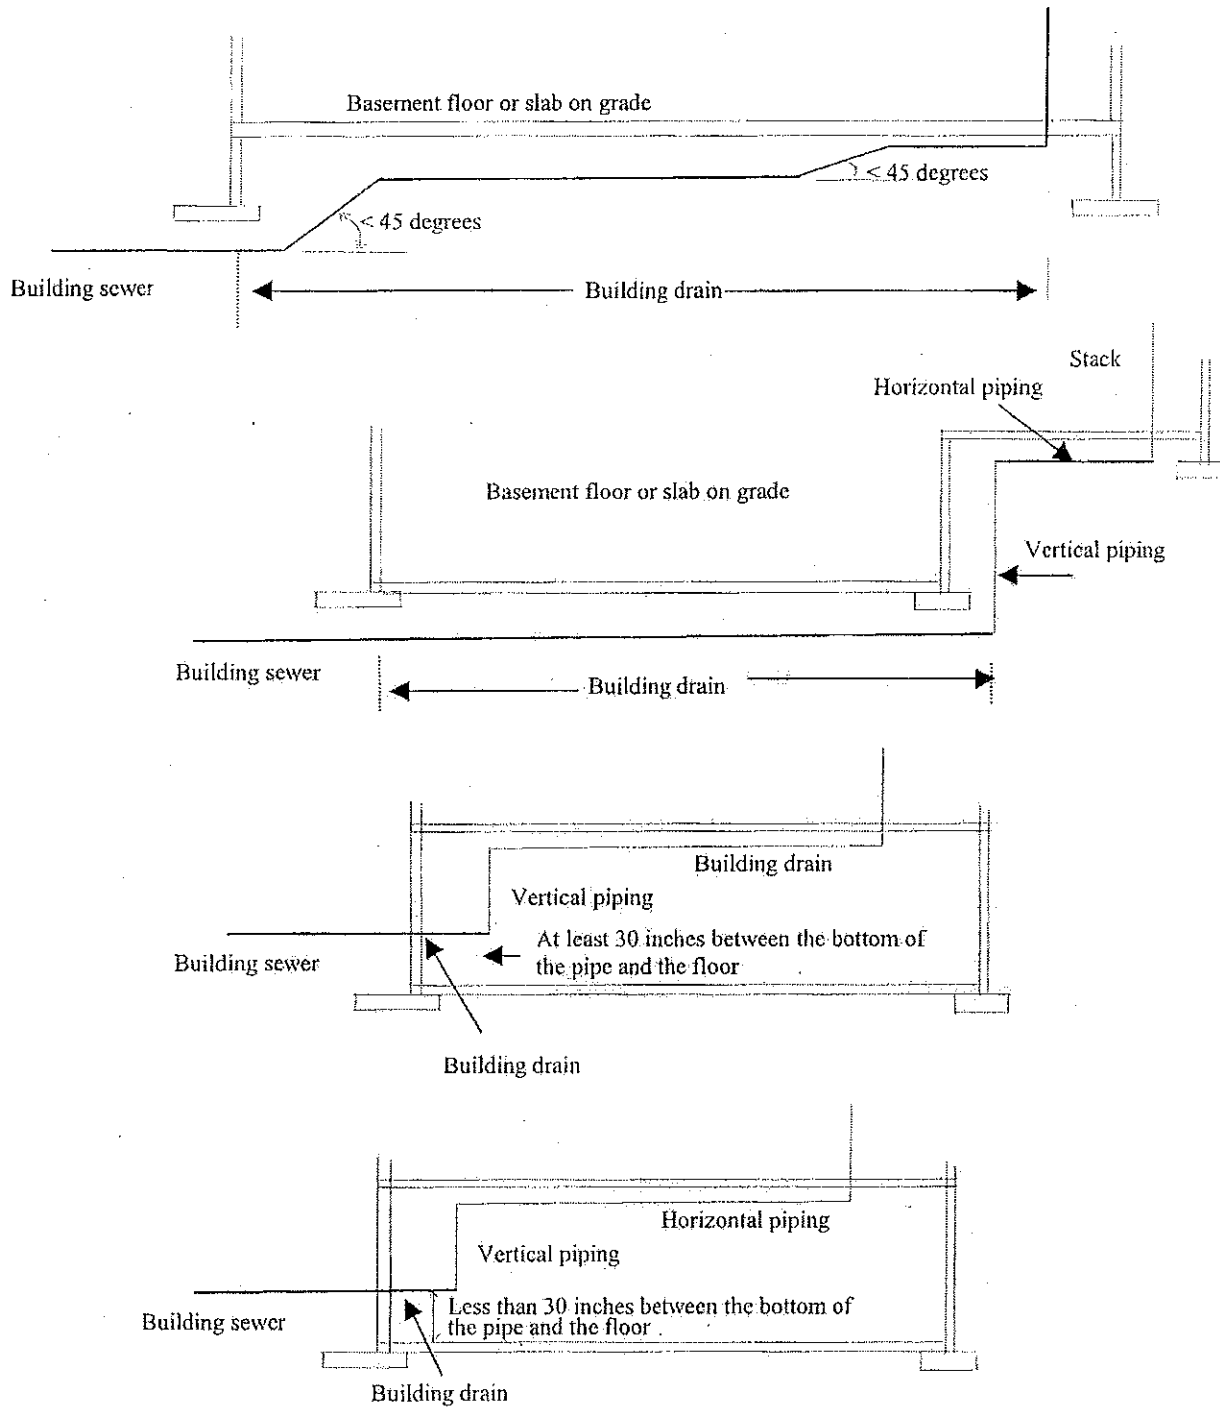 Basement floor or slab on grade
< 45 degrees
< 45 degrees
Building sewer
Building drain
Stack
Horizontal piping
Basement floor or slab on grade
Vertical piping
Building sewer
Building drain
Building drain
Vertical piping
At least 30 inches between the bottom of
the pipe and the floor
Building sewer
Building drain
Horizontal piping
Vertical piping
Less than 30 inches between the bottom of
the pipe and the floor .
Building sewer
Building drain